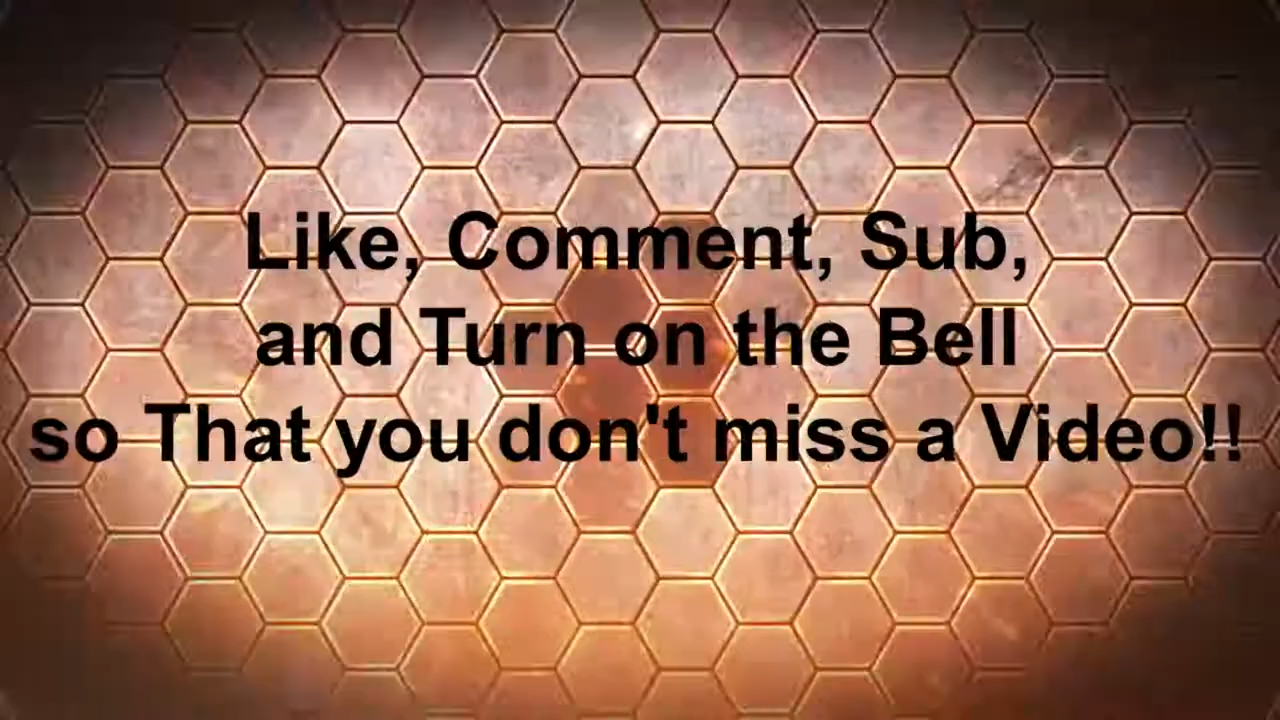 Like, Comment, Sub,
and Turn on the Bell
so That you don't miss a Video!!